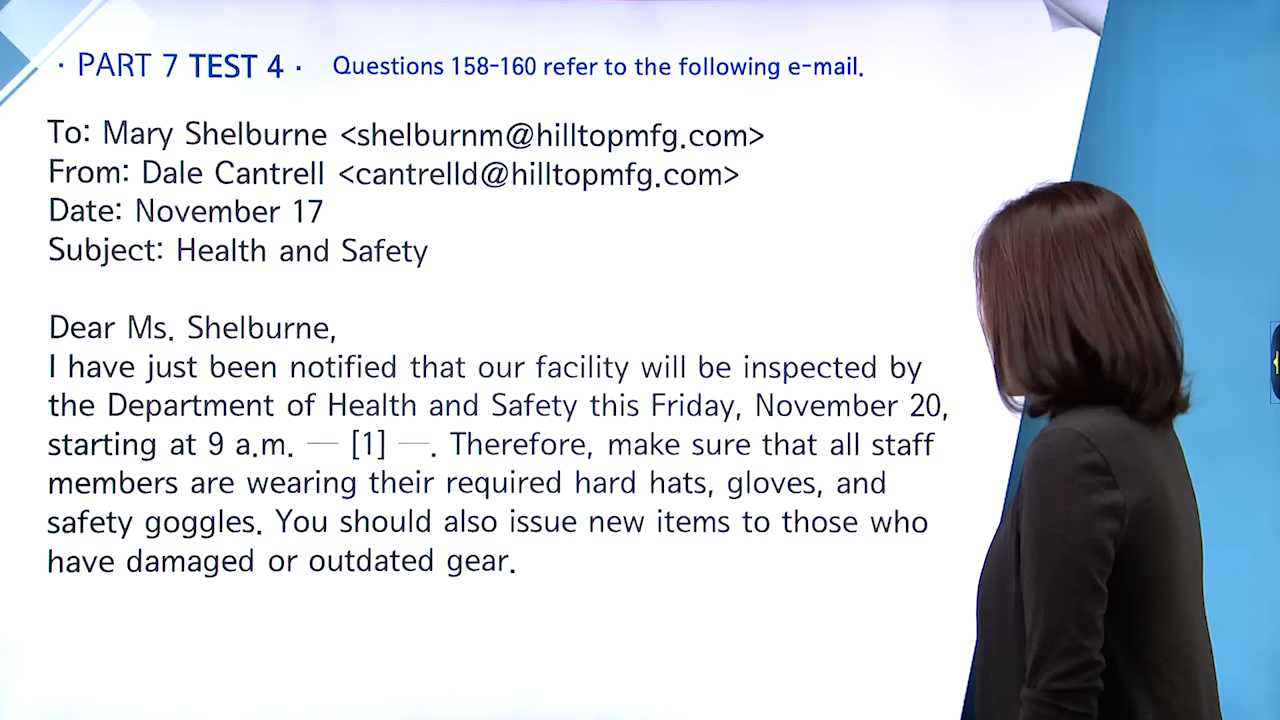 · PART 7 TEST 4 · Questions 158-160 refer to the following e-mail.
To: Mary Shelburne <shelburnm@hilltopmfg.com>
From: Dale Cantrell <cantrelld@hilltopmfg.com>
Date: November 17
Subject: Health and Safety
Dear Ms. Shelburne,
I have just been notified that our facility will be inspected by
the Department of Health and Safety this Friday, November 20,
starting at 9 a.m. — [1] —. Therefore, make sure that all staff
members are wearing their required hard hats, gloves, and
safety goggles. You should also issue new items to those who
have damaged or outdated gear.